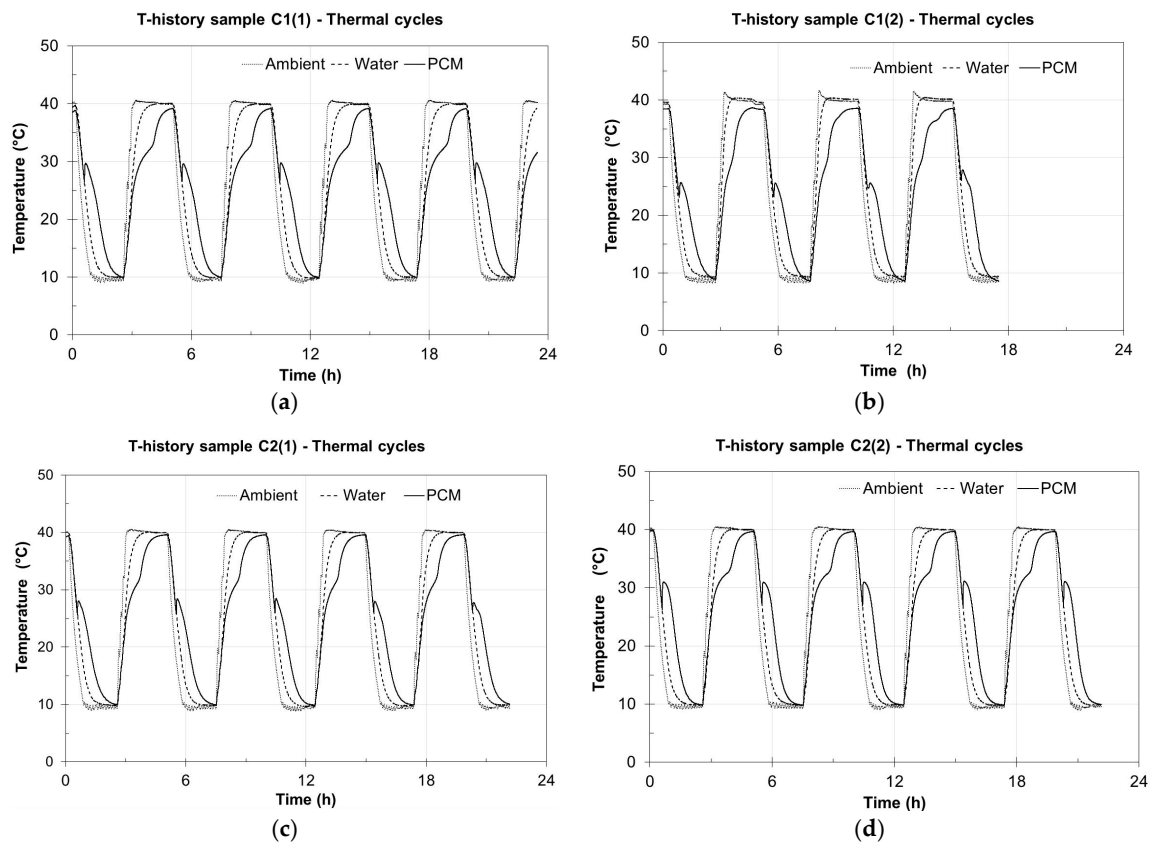 T-history sample C1(1) - Thermal cycles
Ambient Water PCM
Temperature (°C)
50
40
30
20
10
0
0 6 12 18 24
Time (h)
(a)
T-history sample C1(2) - Thermal cycles
Ambient Water PCM
Temperature (°C)
50
40
30
20
10
0
0 6 12 18 24
Time (h)
(b)
T-history sample C2(1) - Thermal cycles
Ambient Water PCM
Temperature (°C)
50
40
30
20
10
0
0 6 12 18 24
Time (h)
(c)
T-history sample C2(2) - Thermal cycles
Ambient Water PCM
Temperature (°C)
50
40
30
20
10
0
0 6 12 18 24
Time (h)
(d)